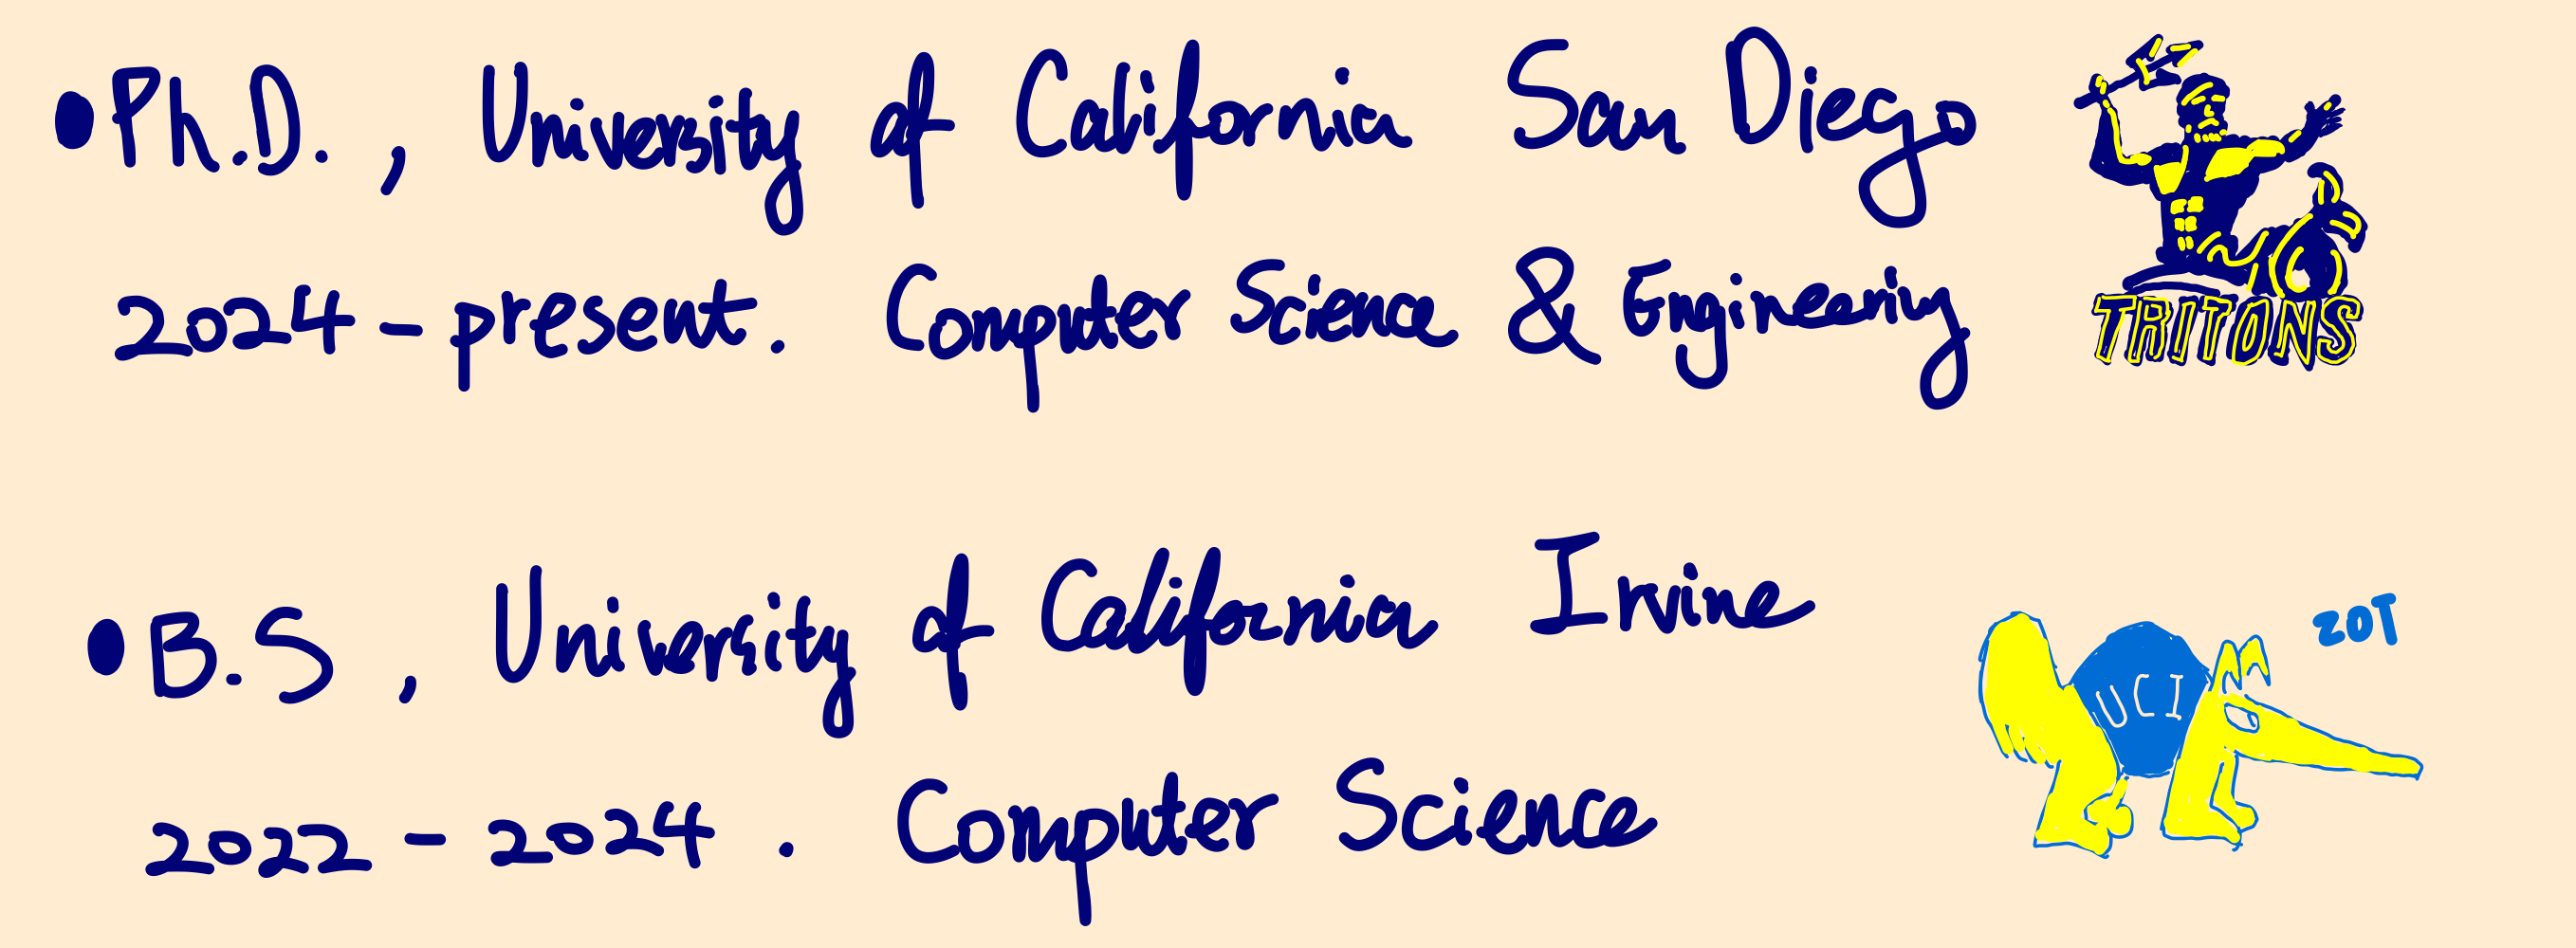 •Ph.D., University of California San Diego
TRITONS
2024-present. Computer Science & Engineering
•B.S, University of California Irvine
ZOT
UCI
2022-2024. Computer Science